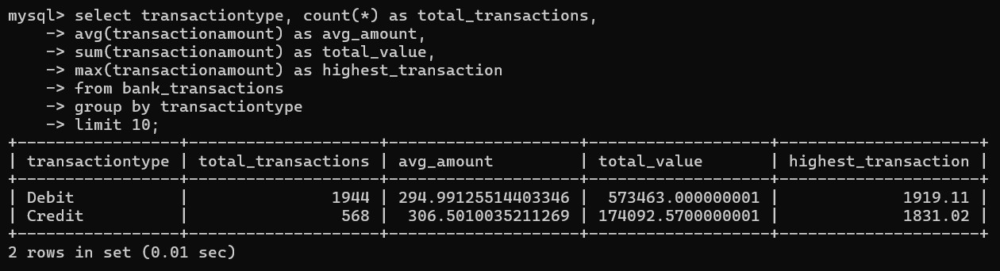 mysql> select transactiontype, count(*) as total_transactions,
    -> avg(transactionamount) as avg_amount,
    -> sum(transactionamount) as total_value,
    -> max(transactionamount) as highest_transaction
    -> from bank_transactions
    -> group by transactiontype
    -> limit 10;
+-----------------+--------------------+--------------------+-------------------+---------------------+
| transactiontype | total_transactions | avg_amount         | total_value       | highest_transaction |
+-----------------+--------------------+--------------------+-------------------+---------------------+
| Debit           |               1944 | 294.99125514403346 |  573463.000000001 |             1919.11 |
| Credit          |                568 |  306.5010035211269 | 174092.5700000001 |             1831.02 |
+-----------------+--------------------+--------------------+-------------------+---------------------+
2 rows in set (0.01 sec)